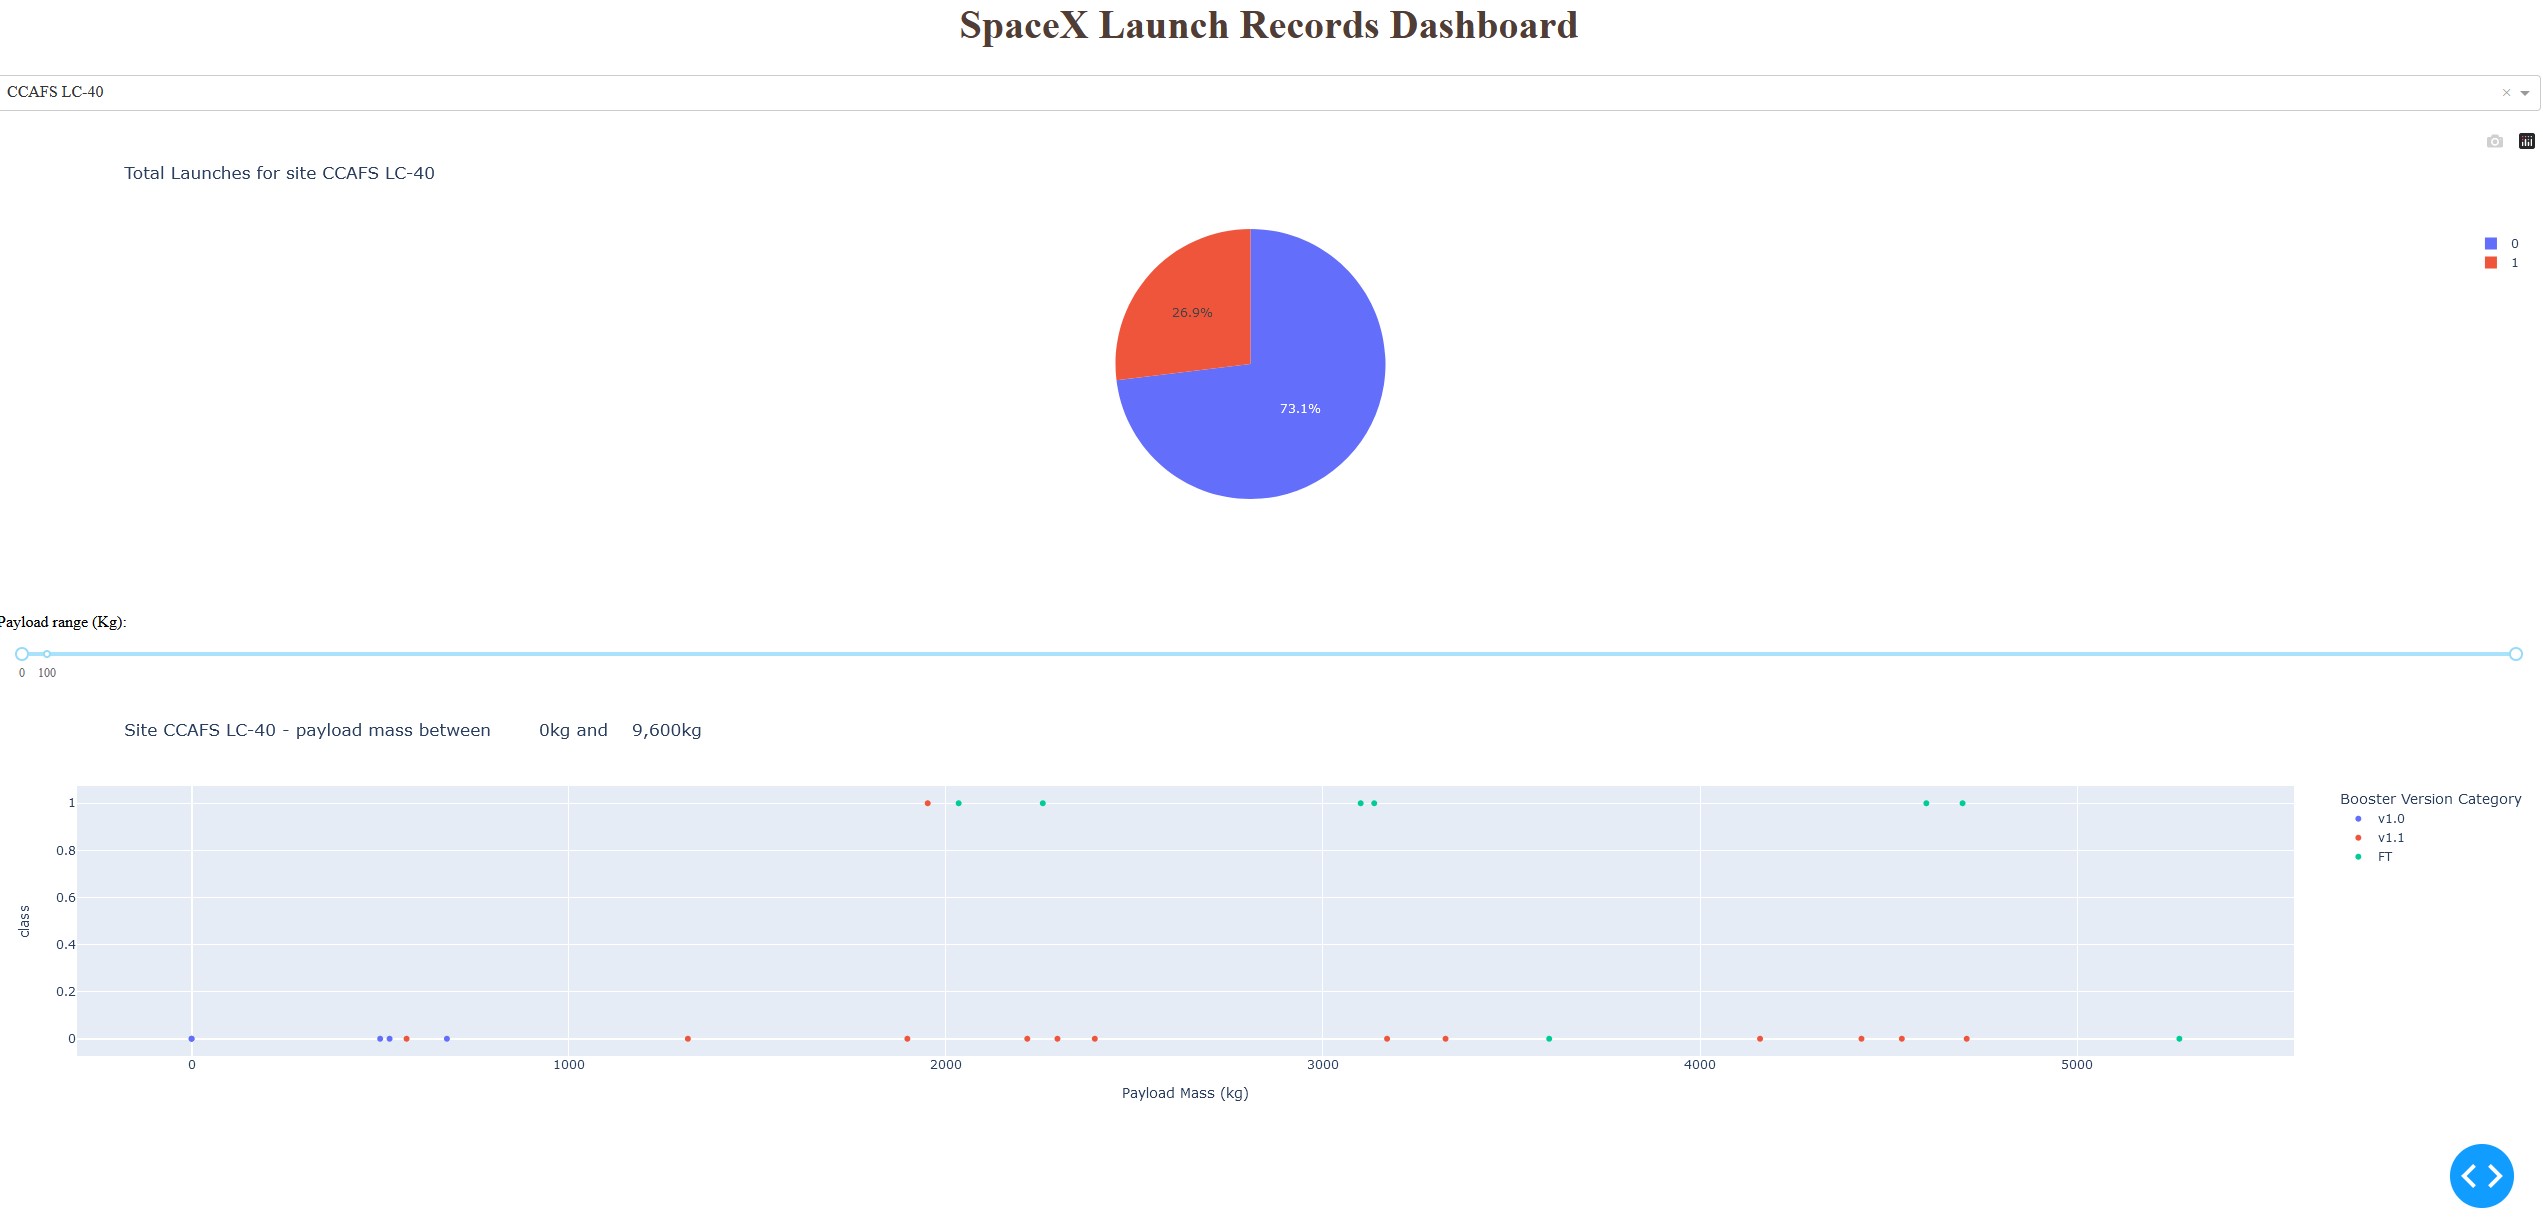 SpaceX Launch Records Dashboard
CCAFS LC-40
Total Launches for site CCAFS LC-40
0
1
26.9%
73.1%
Payload range (Kg):
0 100
Site CCAFS LC-40 - payload mass between 0kg and 9,600kg
Booster Version Category
v1.0
v1.1
FT
1
0.8
0.6
0.4
0.2
0
class
0 1000 2000 3000 4000 5000
Payload Mass (kg)